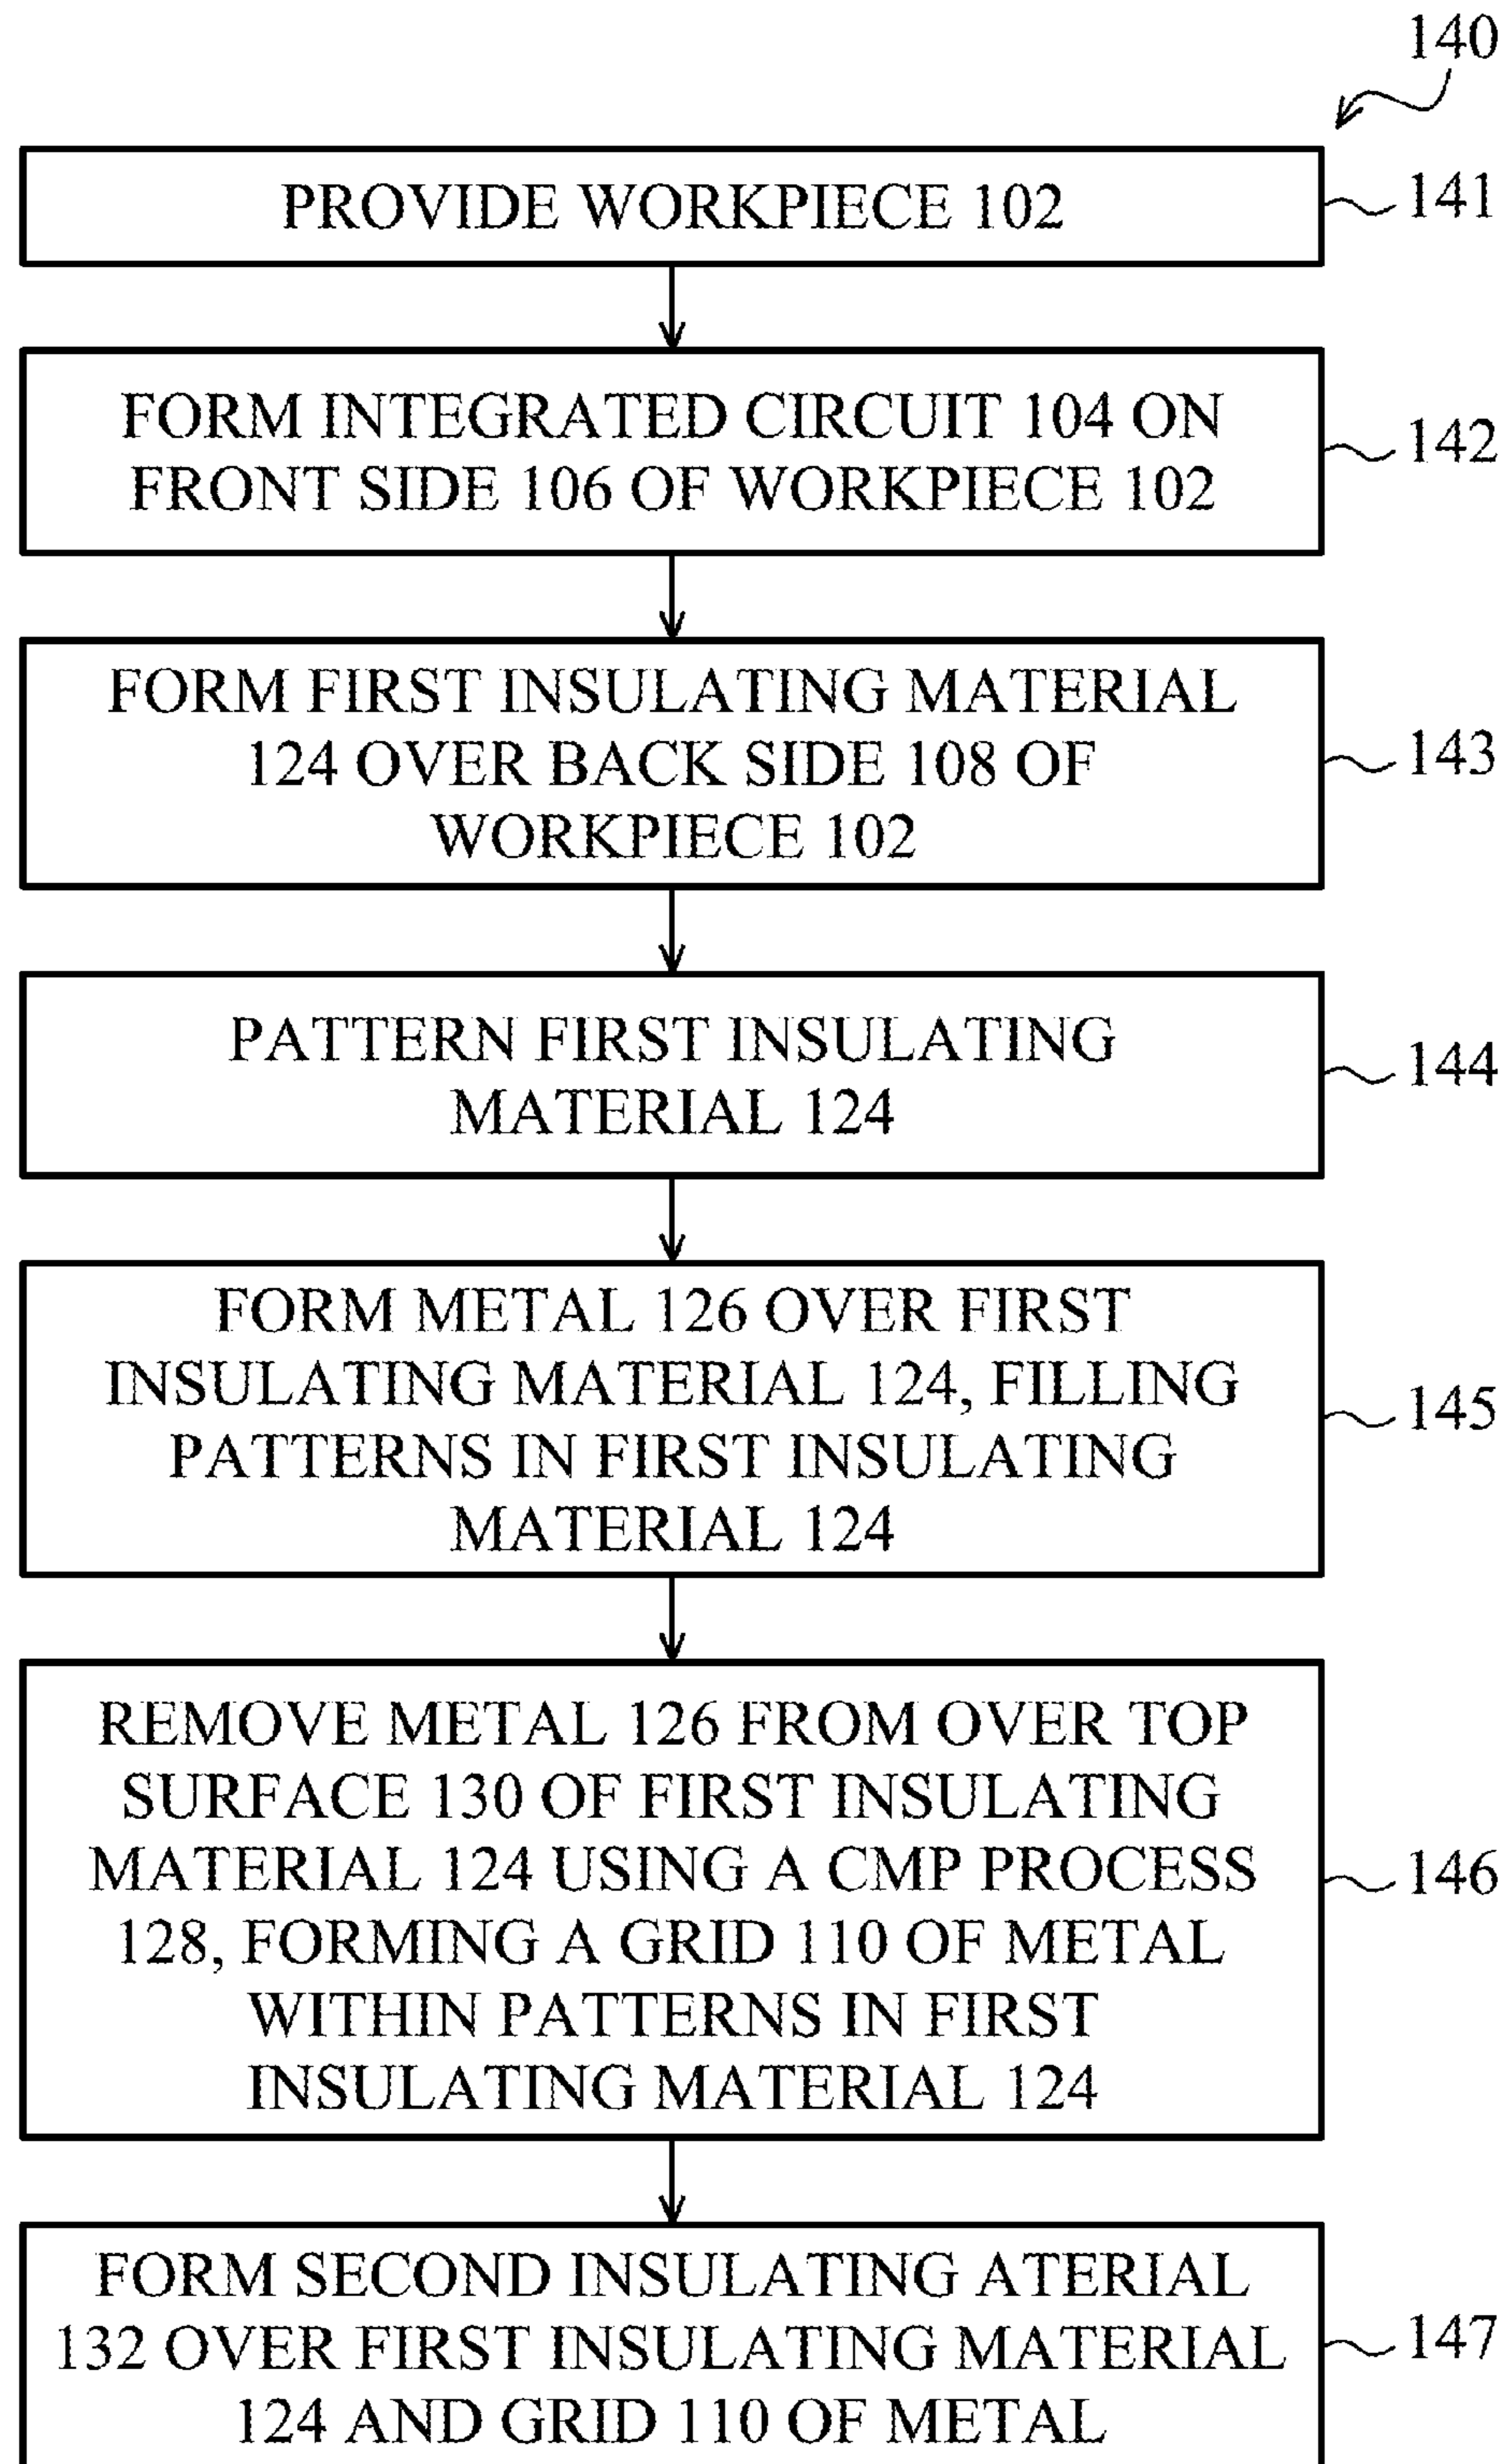 140
PROVIDE WORKPIECE 102
141
FORM INTEGRATED CIRCUIT 104 ON
FRONT SIDE 106 OF WORKPIECE 102
142
FORM FIRST INSULATING MATERIAL
124 OVER BACK SIDE 108 OF
WORKPIECE 102
143
PATTERN FIRST INSULATING
MATERIAL 124
144
FORM METAL 126 OVER FIRST
INSULATING MATERIAL 124, FILLING
PATTERNS IN FIRST INSULATING
MATERIAL 124
145
REMOVE METAL 126 FROM OVER TOP
SURFACE 130 OF FIRST INSULATING
MATERIAL 124 USING A CMP PROCESS
128, FORMING A GRID 110 OF METAL
WITHIN PATTERNS IN FIRST
INSULATING MATERIAL 124
146
FORM SECOND INSULATING ATERIAL
132 OVER FIRST INSULATING MATERIAL
124 AND GRID 110 OF METAL
147